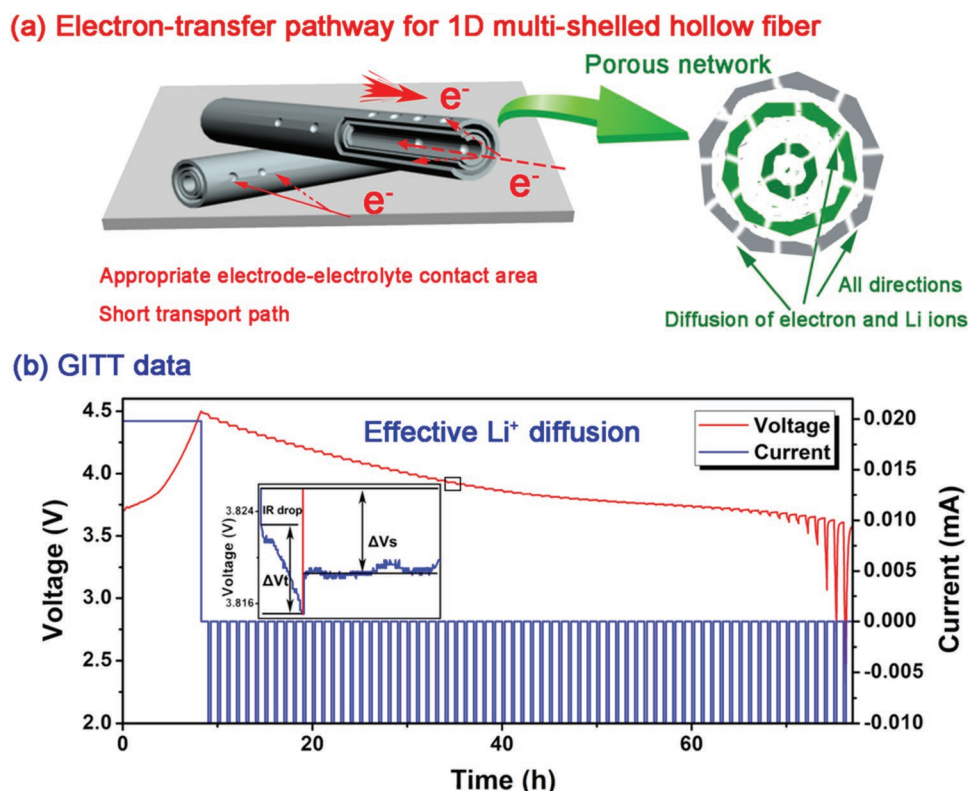 (a) Electron-transfer pathway for 1D multi-shelled hollow fiber
Porous network
e-
e-
e-
Appropriate electrode-electrolyte contact area
Short transport path
All directions
Diffusion of electron and Li ions
(b) GITT data
Effective Li+ diffusion
Voltage
Current
4.5
4.0
3.5
3.0
2.5
2.0
Voltage (V)
0.020
0.015
0.010
0.005
0.000
-0.005
-0.010
Current (mA)
3.824
3.816
Voltage (V)
IR drop
ΔVt
ΔVs
0
20
40
60
Time (h)